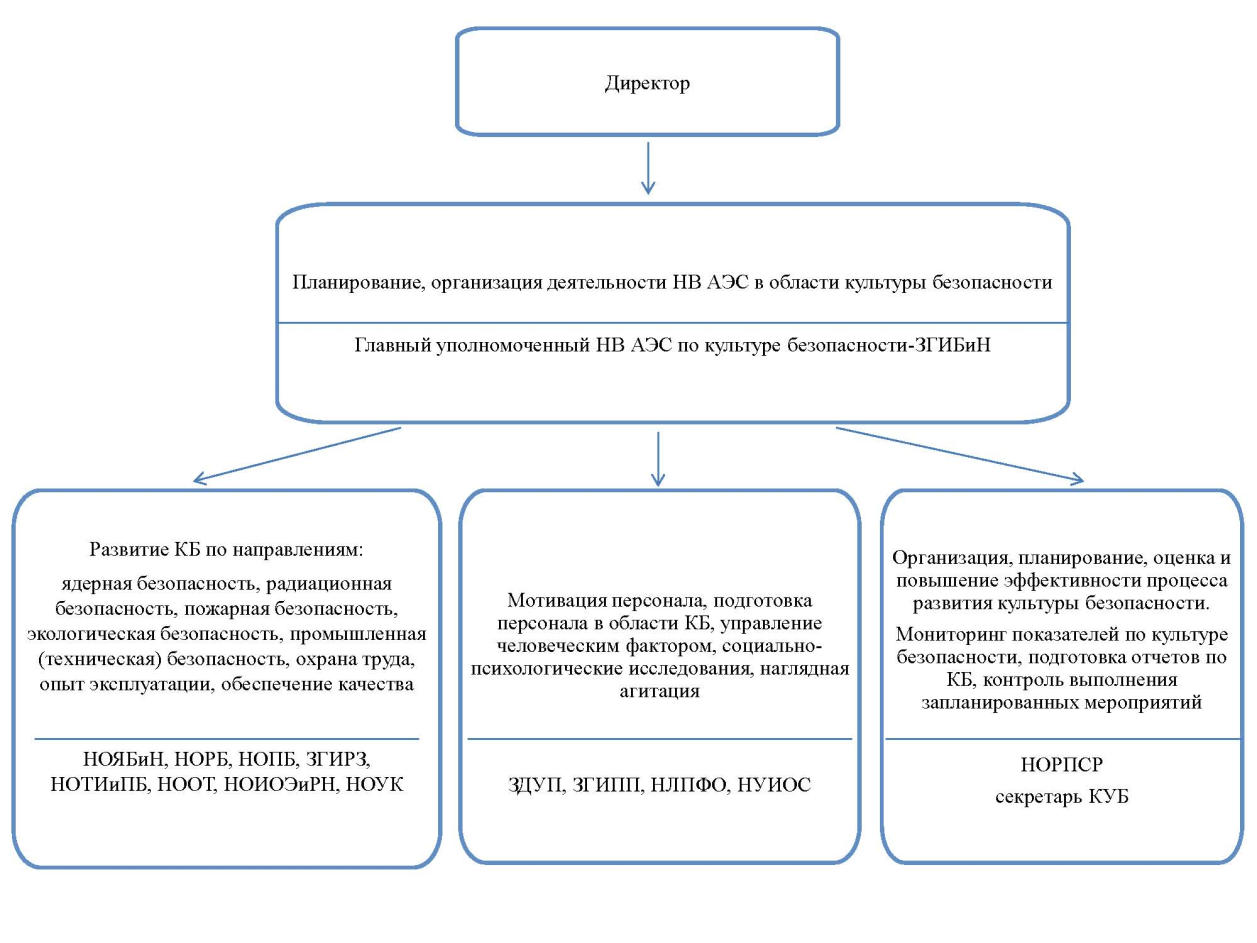 Директор
Планирование, организация деятельности НВ АЭС в области культуры безопасности
Главный уполномоченный НВ АЭС по культуре безопасности-ЗГИБиН
Развитие КБ по направлениям:
ядерная безопасность, радиационная
безопасность, пожарная безопасность,
экологическая безопасность, промышленная
(техническая) безопасность, охрана труда,
опыт эксплуатации, обеспечение качества
НОЯБиН, НОРБ, НОПБ, ЗГИРЗ,
НОТИиПБ, НООТ, НОИОЭиРН, НОУК
Мотивация персонала, подготовка
персонала в области КБ, управление
человеческим фактором, социально-
психологические исследования, наглядная
агитация
ЗДУП, ЗГИПП, НЛПФО, НУИОС
Организация, планирование, оценка и
повышение эффективности процесса
развития культуры безопасности.
Мониторинг показателей по культуре
безопасности, подготовка отчетов по
КБ, контроль выполнения
запланированных мероприятий
НОРПСР
секретарь КУБ